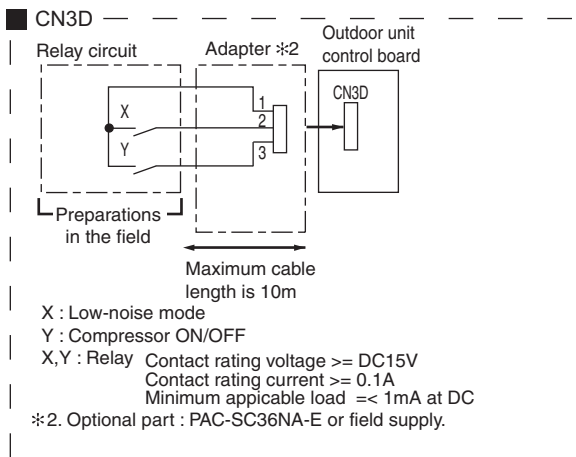 ■ CN3D
Relay circuit
Adapter ✻2
Outdoor unit
control board
CN3D
X
Y
1
2
3
Preparations
in the field
Maximum cable
length is 10m
X : Low-noise mode
Y : Compressor ON/OFF
X,Y : Relay Contact rating voltage >= DC15V
Contact rating current >= 0.1A
Minimum appicable load =< 1mA at DC
✻2. Optional part : PAC-SC36NA-E or field supply.